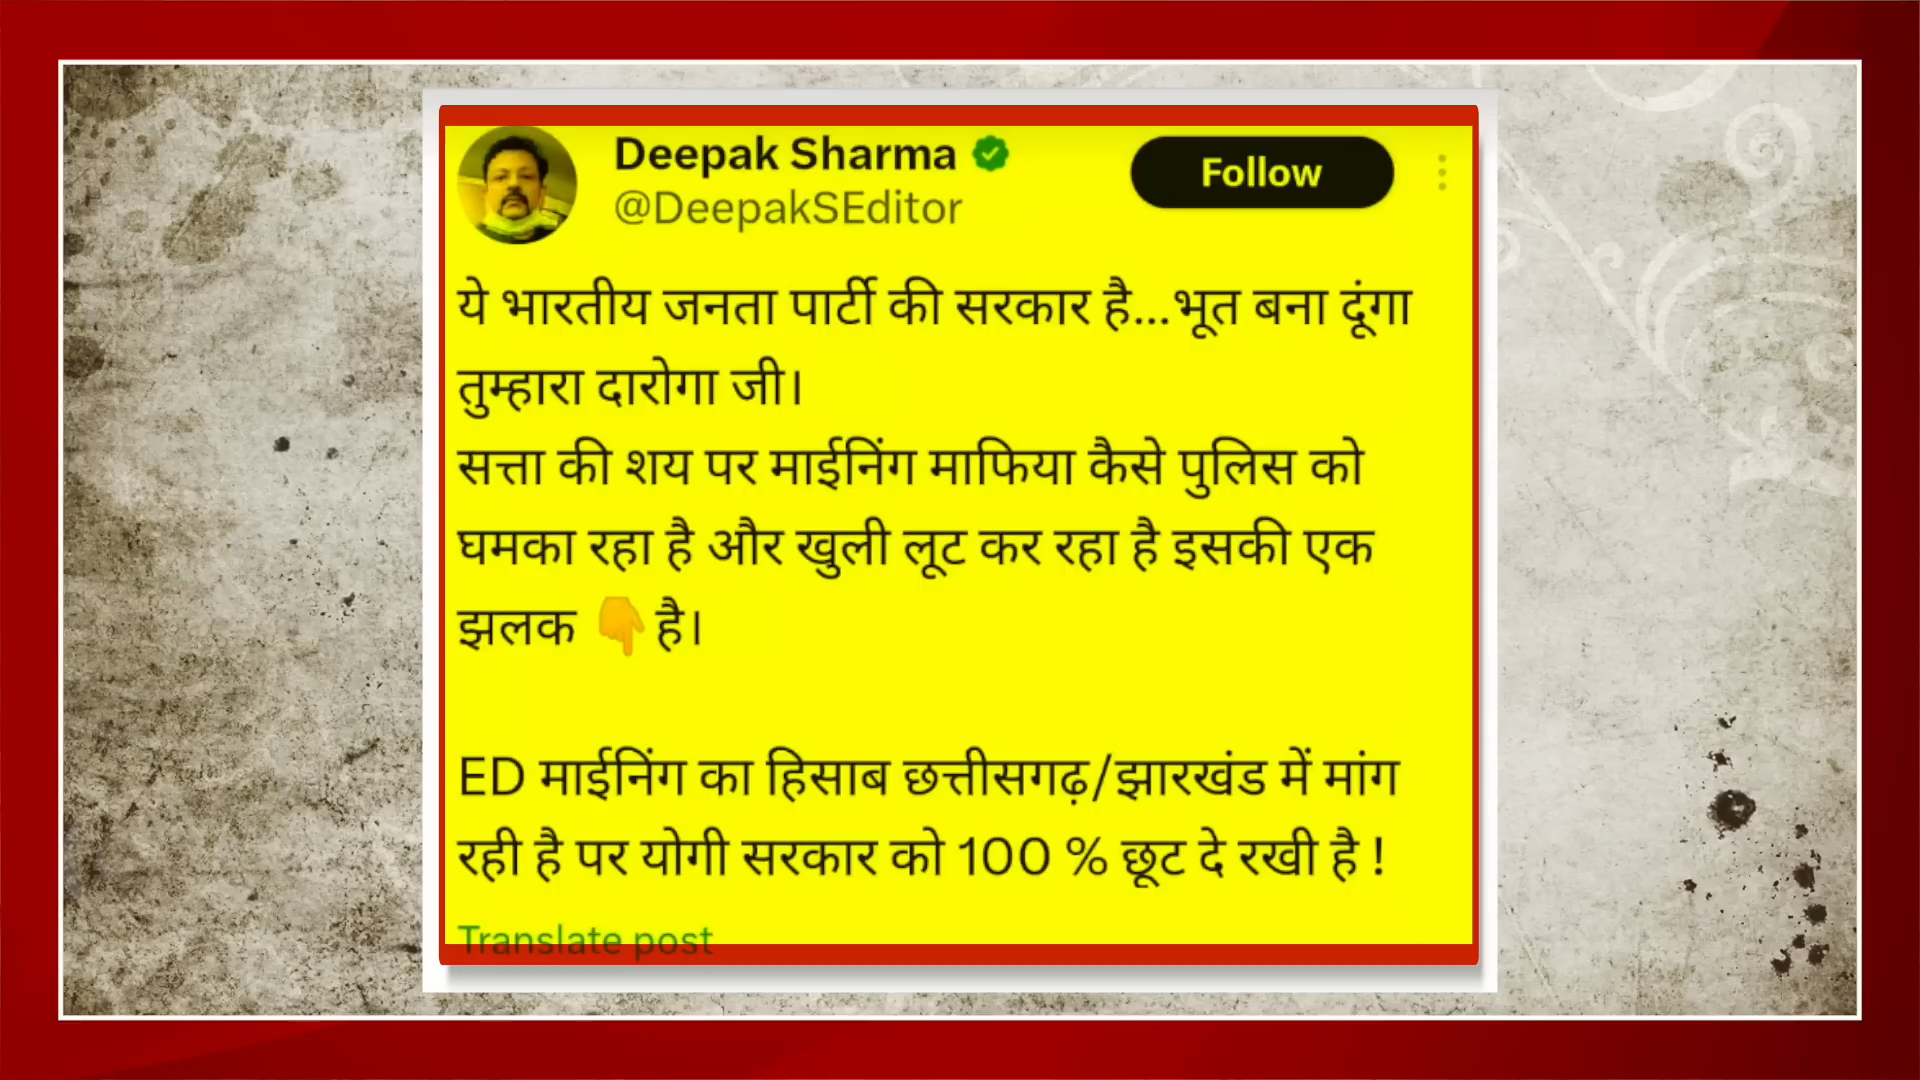 Deepak Sharma
Follow
@DeepakSEditor
ये भारतीय जनता पार्टी की सरकार है...भूत बना दूंगा
तुम्हारा दारोगा जी।
सत्ता की शय पर माईनिंग माफिया कैसे पुलिस को
घमका रहा है और खुली लूट कर रहा है इसकी एक
झलक 👇 है।
ED माईनिंग का हिसाब छत्तीसगढ़/झारखंड में मांग
रही है पर योगी सरकार को 100 % छूट दे रखी है !
Translate post